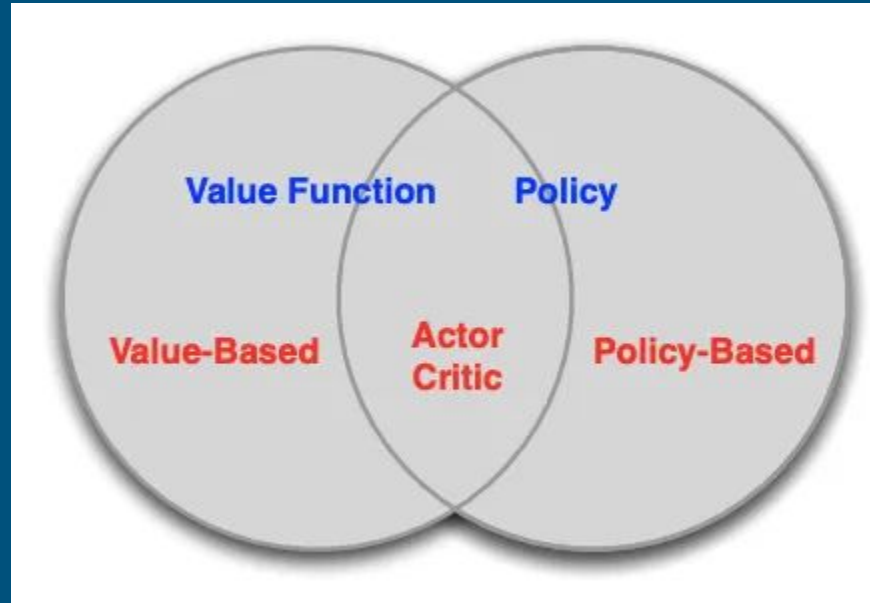 Value Function
Policy
Value-Based
Actor
Critic
Policy-Based